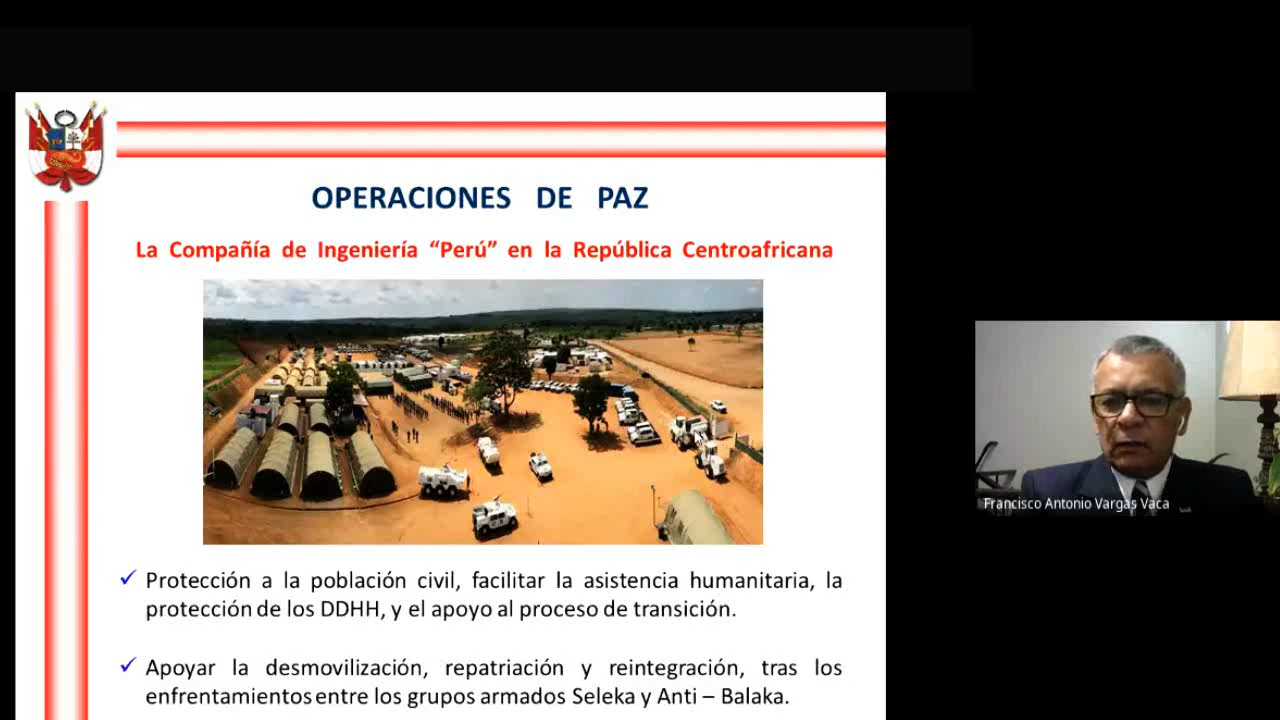 OPERACIONES DE PAZ
La Compañía de Ingeniería “Perú” en la República Centroafricana
✓ Protección a la población civil, facilitar la asistencia humanitaria, la
protección de los DDHH, y el apoyo al proceso de transición.
✓ Apoyar la desmovilización, repatriación y reintegración, tras los
enfrentamientos entre los grupos armados Seleka y Anti – Balaka.
Francisco Antonio Vargas Vaca